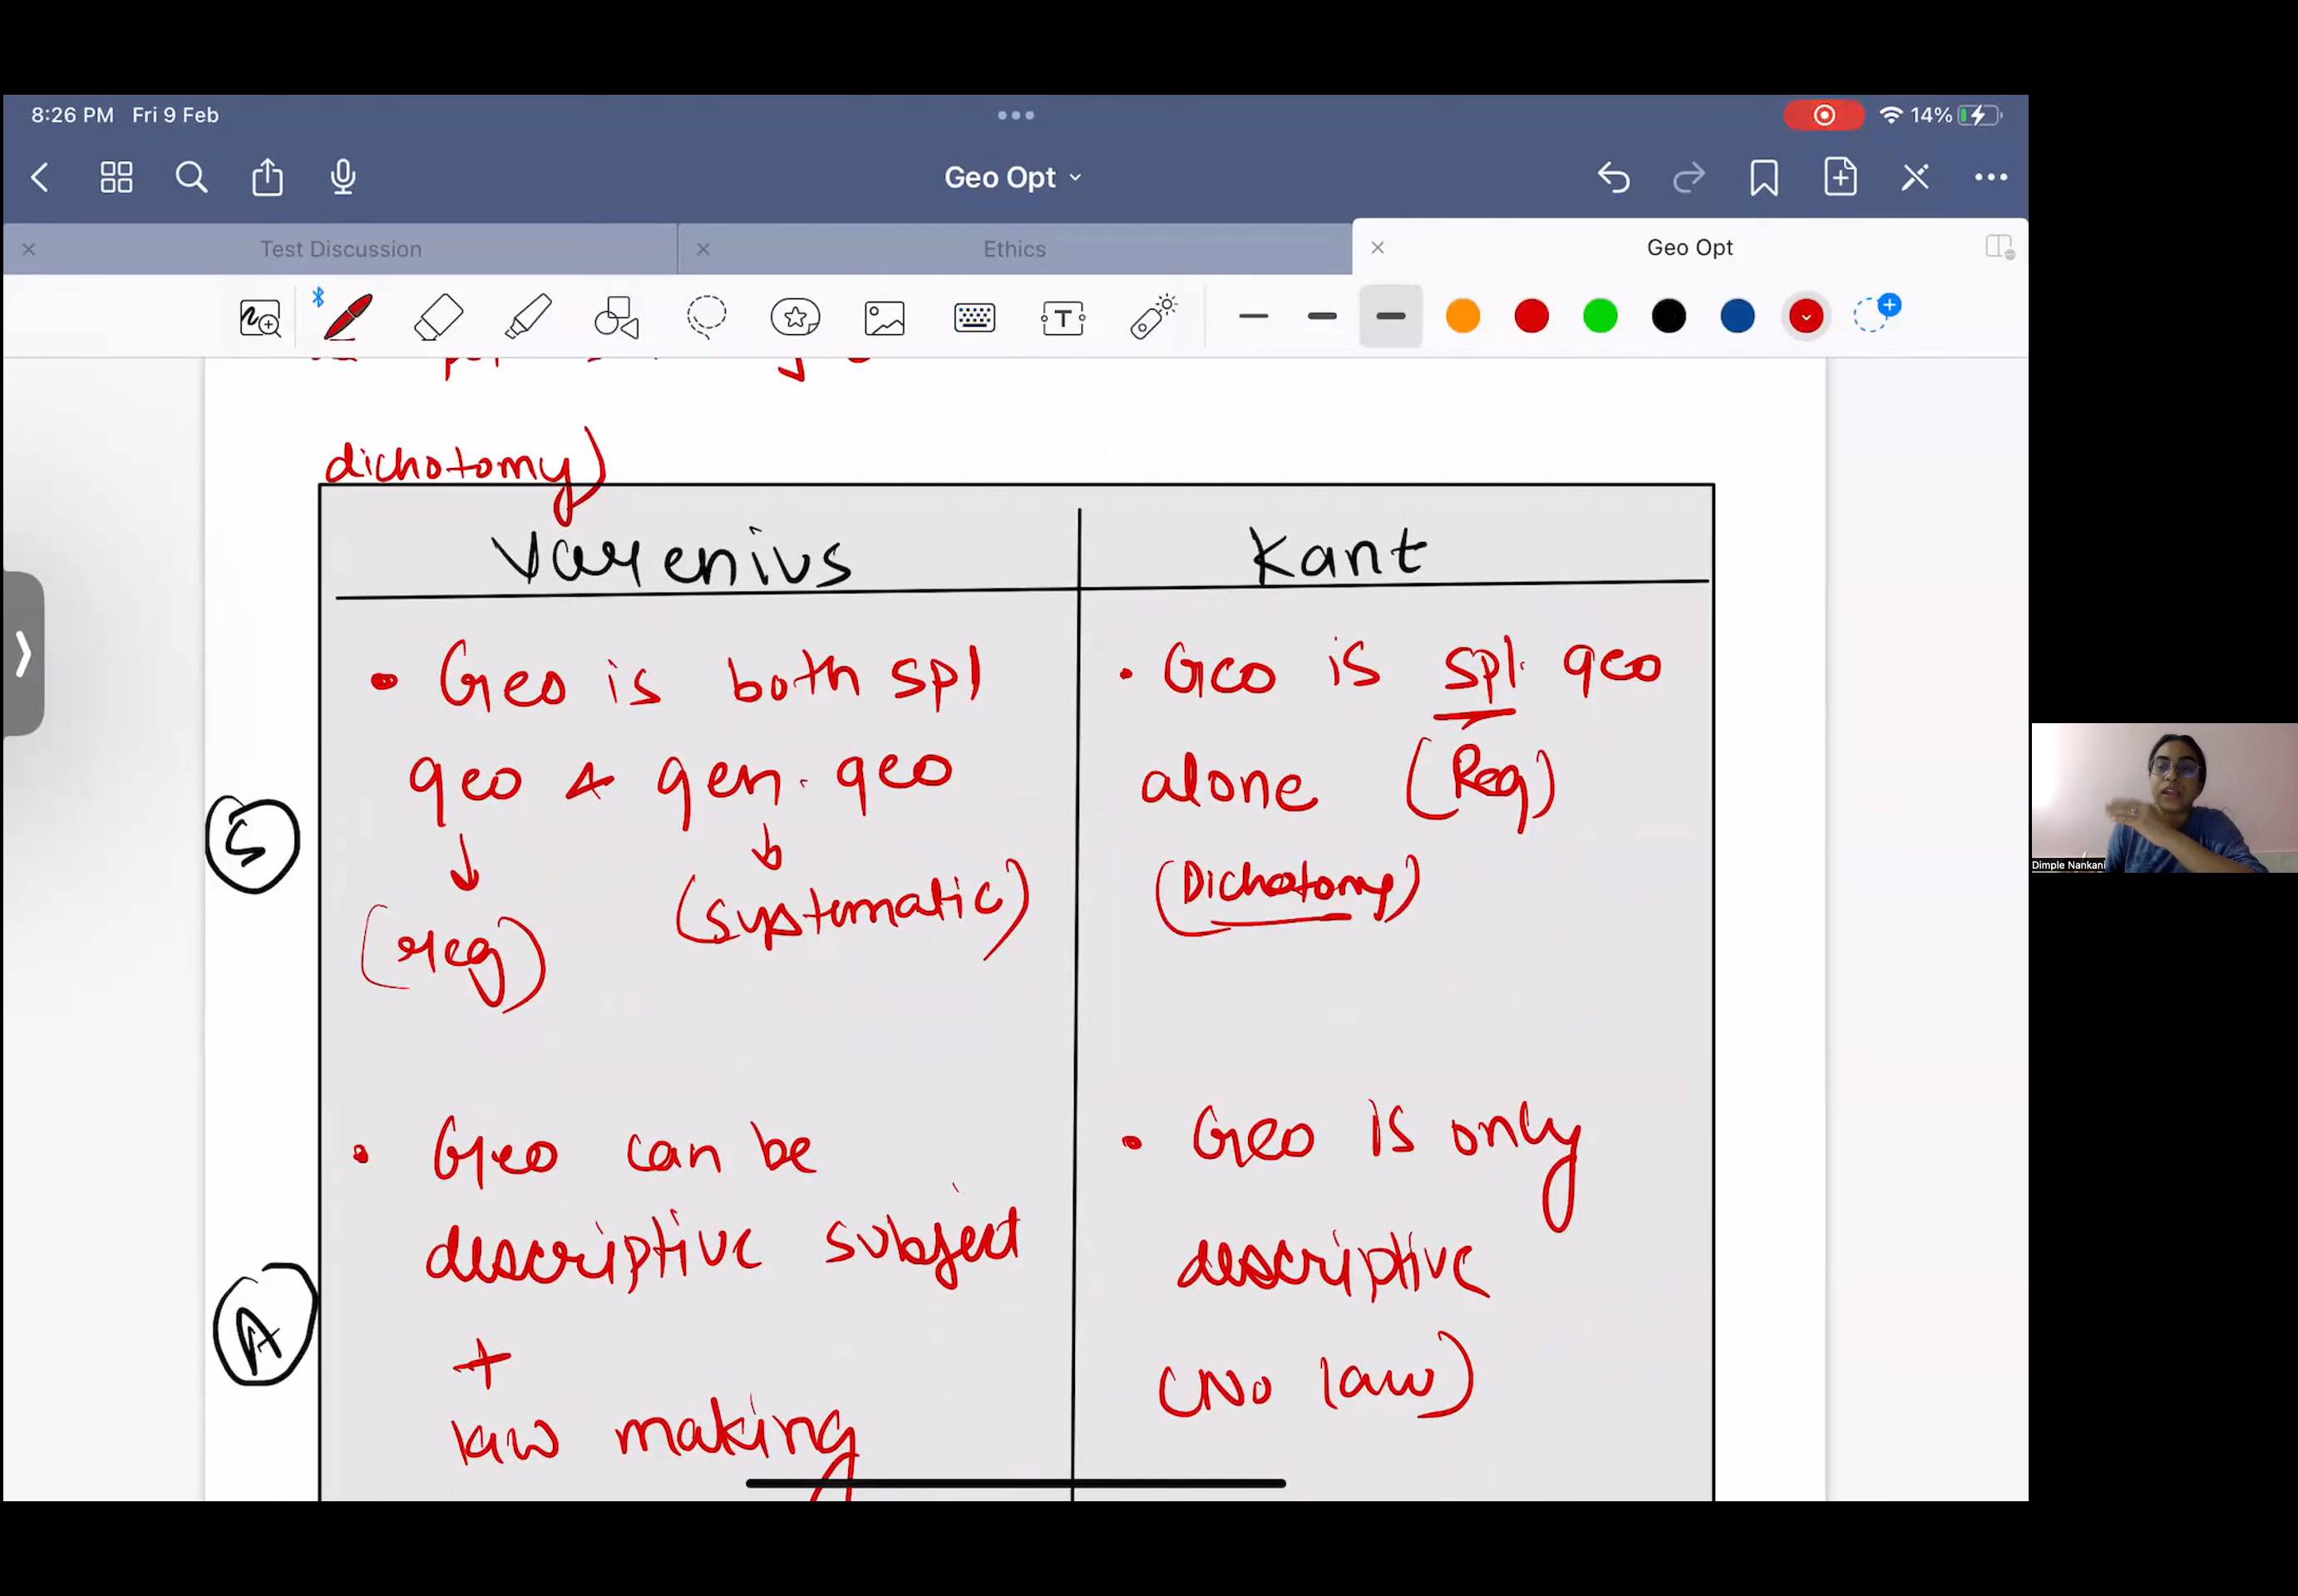 8:26 PM Fri 9 Feb
14%
Geo Opt
Test Discussion
Ethics
Geo Opt
dichotomy)
Varenius
Kant
• Geo is both spl
geo & gen. geo
(reg)
(systematic)
• Geo is spl. geo
alone (Reg)
(Dichotomy)
S
• Geo can be
descriptive subject
+
law making
• Geo is only
descriptive
(No law)
A
Dimple Nankani